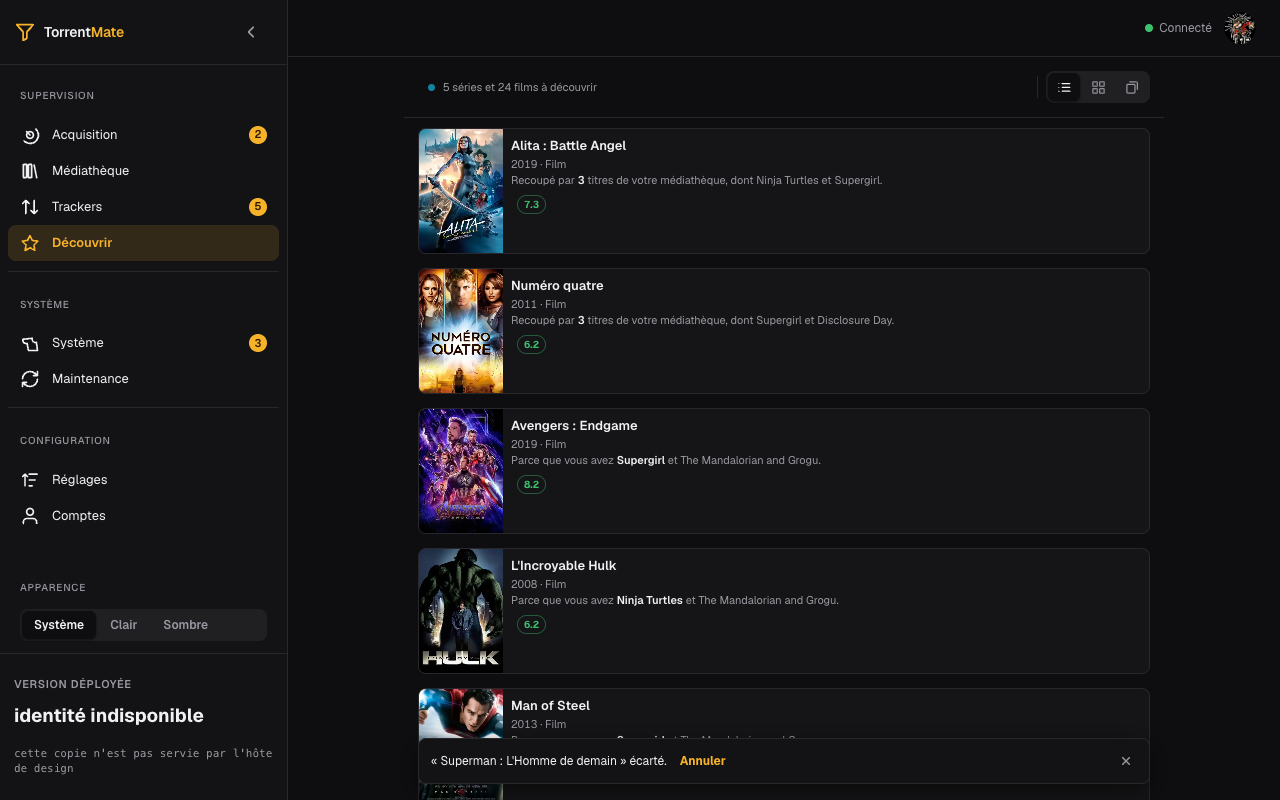 TorrentMate
Connecté
SUPERVISION
Acquisition 2
Médiathèque
Trackers 5
Découvrir
SYSTÈME
Système 3
Maintenance
CONFIGURATION
Réglages
Comptes
APPARENCE
Système Clair Sombre
VERSION DÉPLOYÉE
identité indisponible
cette copie n'est pas servie par l'hôte
de design
5 séries et 24 films à découvrir
ALITA
Alita : Battle Angel
2019 · Film
Recoupé par 3 titres de votre médiathèque, dont Ninja Turtles et Supergirl.
7.3
NUMÉRO
QUATRE
Numéro quatre
2011 · Film
Recoupé par 3 titres de votre médiathèque, dont Supergirl et Disclosure Day.
6.2
Avengers : Endgame
2019 · Film
Parce que vous avez Supergirl et The Mandalorian and Grogu.
8.2
HULK
L'Incroyable Hulk
2008 · Film
Parce que vous avez Ninja Turtles et The Mandalorian and Grogu.
6.2
Man of Steel
2013 · Film
« Superman : L'Homme de demain » écarté. Annuler